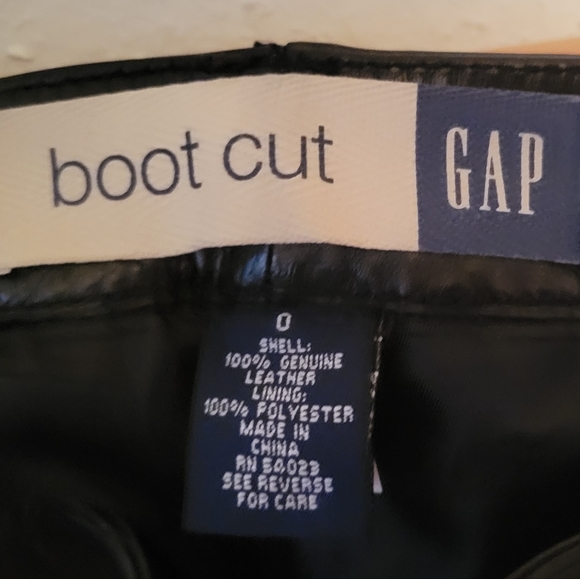 boot cut GAP
0
SHELL:
100% GENUINE
LEATHER
LINING:
100% POLYESTER
MADE IN
CHINA
RN 54023
SEE REVERSE
FOR CARE